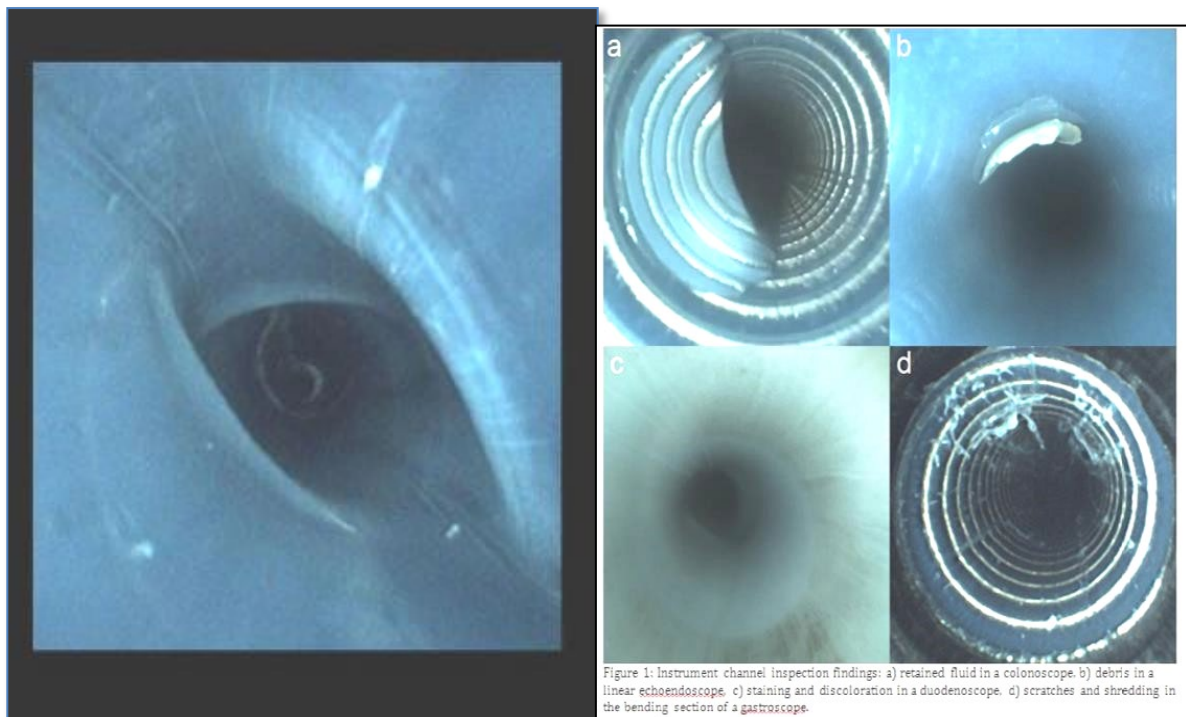 a
b
c
d
Figure 1: Instrument channel inspection findings: a) retained fluid in a colonoscope. b) debris in a
linear echoendoscope. c) staining and discoloration in a duodenoscope. d) scratches and shredding in
the bending section of a gastroscope.